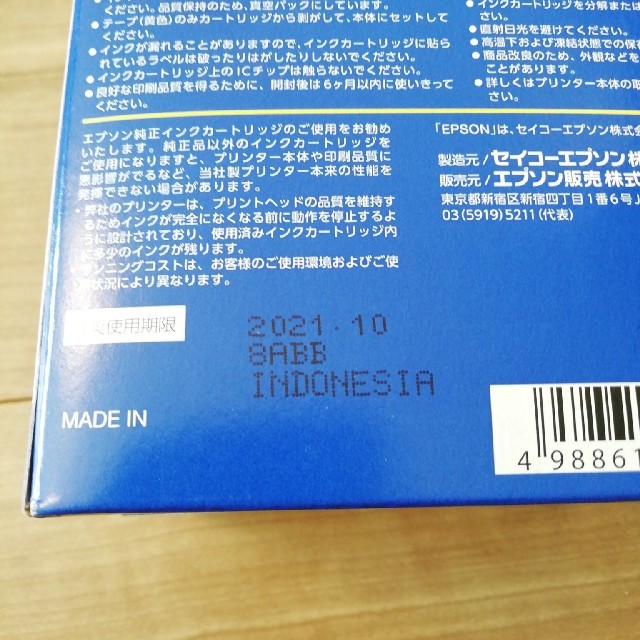 ください。品質保持のため、真空パックにしています。
●テープ(黄色)のみカートリッジから剥がして、本体にセットして
ください。
●インクが漏れることがありますので、インクカートリッジに貼ら
れているラベルは破ったりはがしたりしないでください。
●インクカートリッジ上のICチップは触らないでください。
●良好な印刷品質を得るために、開封後は6ヶ月以内に使いきって
ください。
●インクカートリッジを分解または
さい。
●直射日光を避けてください。
●高温下および凍結状態での保
●商品改良のため、外観などを
ことがあります。
●詳しくはプリンター本体の取
い。
エプソン純正インクカートリッジのご使用をお勧め
いたします。純正品以外のインクカートリッジを
ご使用になりますと、プリンター本体や印刷品質に
悪影響がでるなど、当社製プリンター本来の性能を
発揮できない場合があります。
・弊社のプリンターは、プリントヘッドの品質を維持す
るためインクが完全になくなる前に動作を停止するよ
うに設計されており、使用済みインクカートリッジ内
に多少のインクが残ります。
ランニングコストは、お客様のご使用環境およびご使
用状況により異なります。
「EPSON」は、セイコーエプソン株式会
製造元/セイコーエプソン株
販売元/エプソン販売株式
東京都新宿区新宿四丁目1番6号J
03(5919)5211(代表)
使用期限
2021.10
8ABB
INDONESIA
MADE IN
4 98861